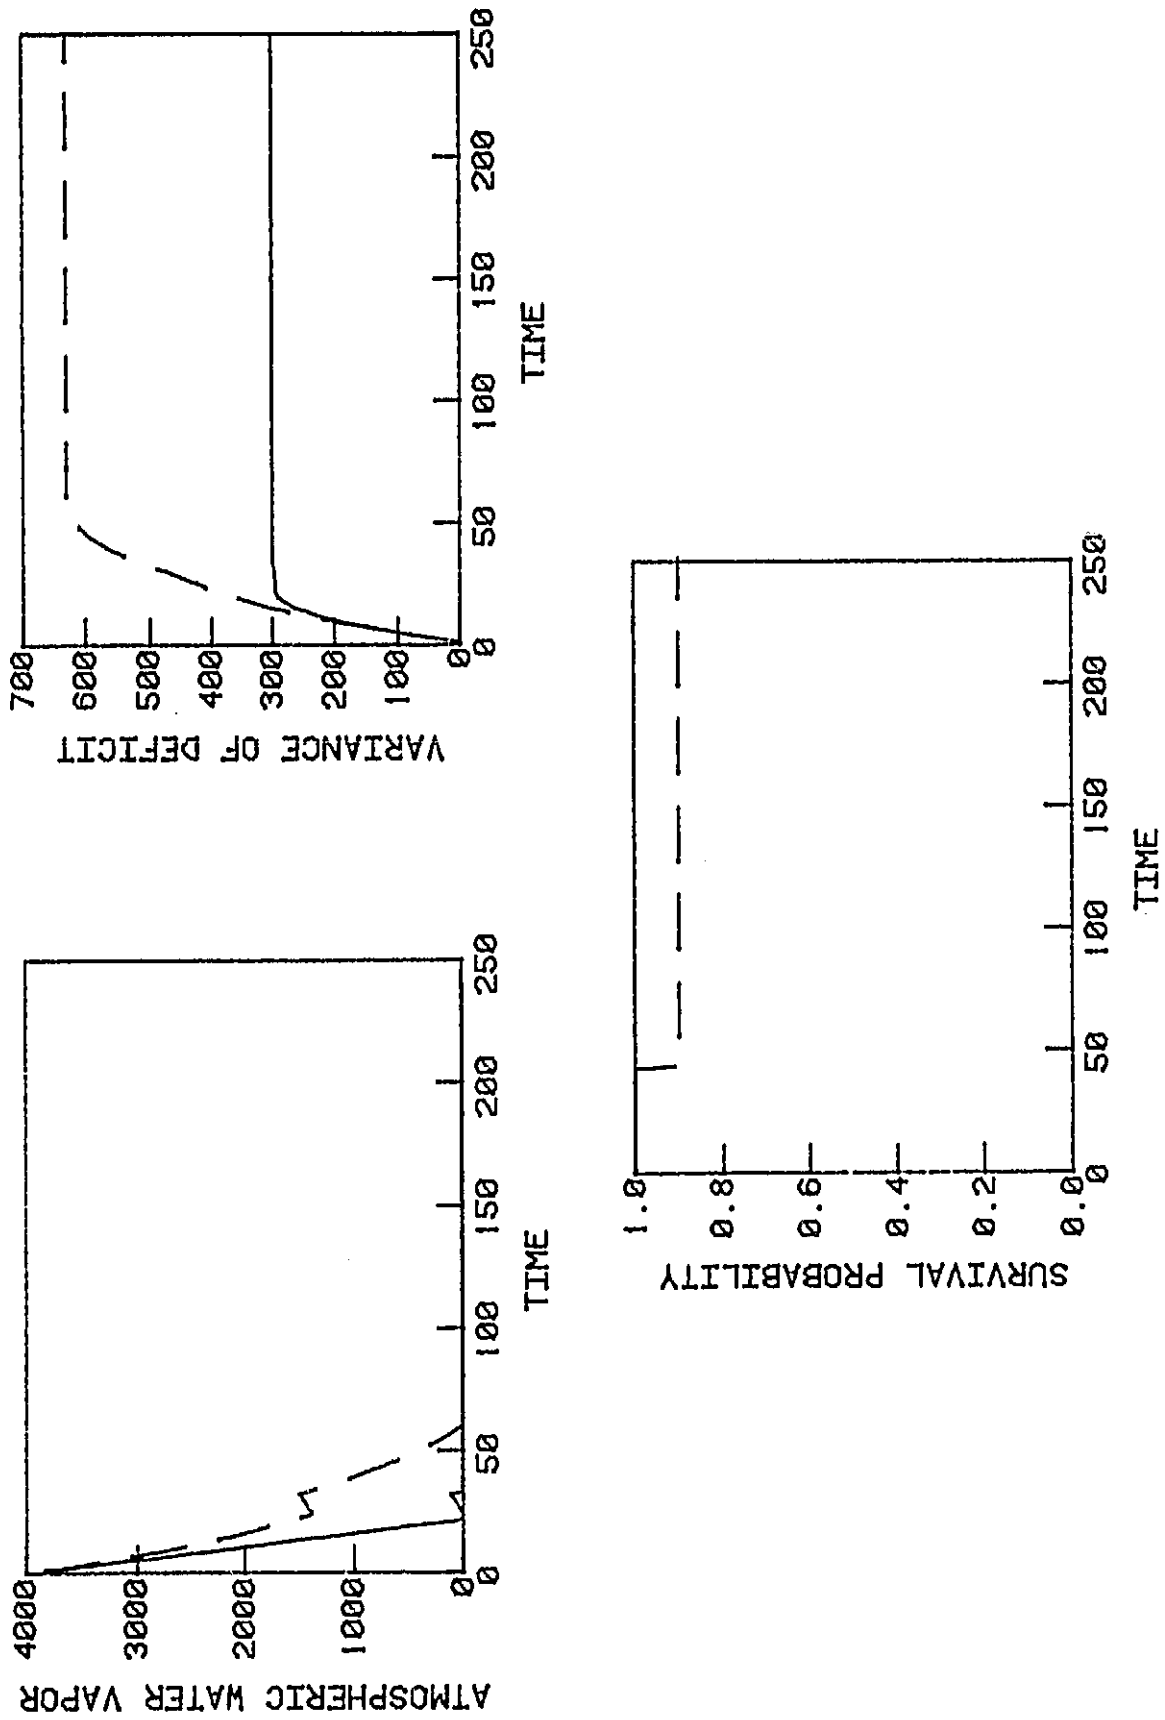 ATMOSPHERIC WATER VAPOR
4000
3000
2000
1000
0
0 50 100 150 200 250
TIME
VARIANCE OF DEFICIT
700
600
500
400
300
200
100
0
0 50 100 150 200 250
TIME
SURVIVAL PROBABILITY
1.0
0.8
0.6
0.4
0.2
0.0
0 50 100 150 200 250
TIME